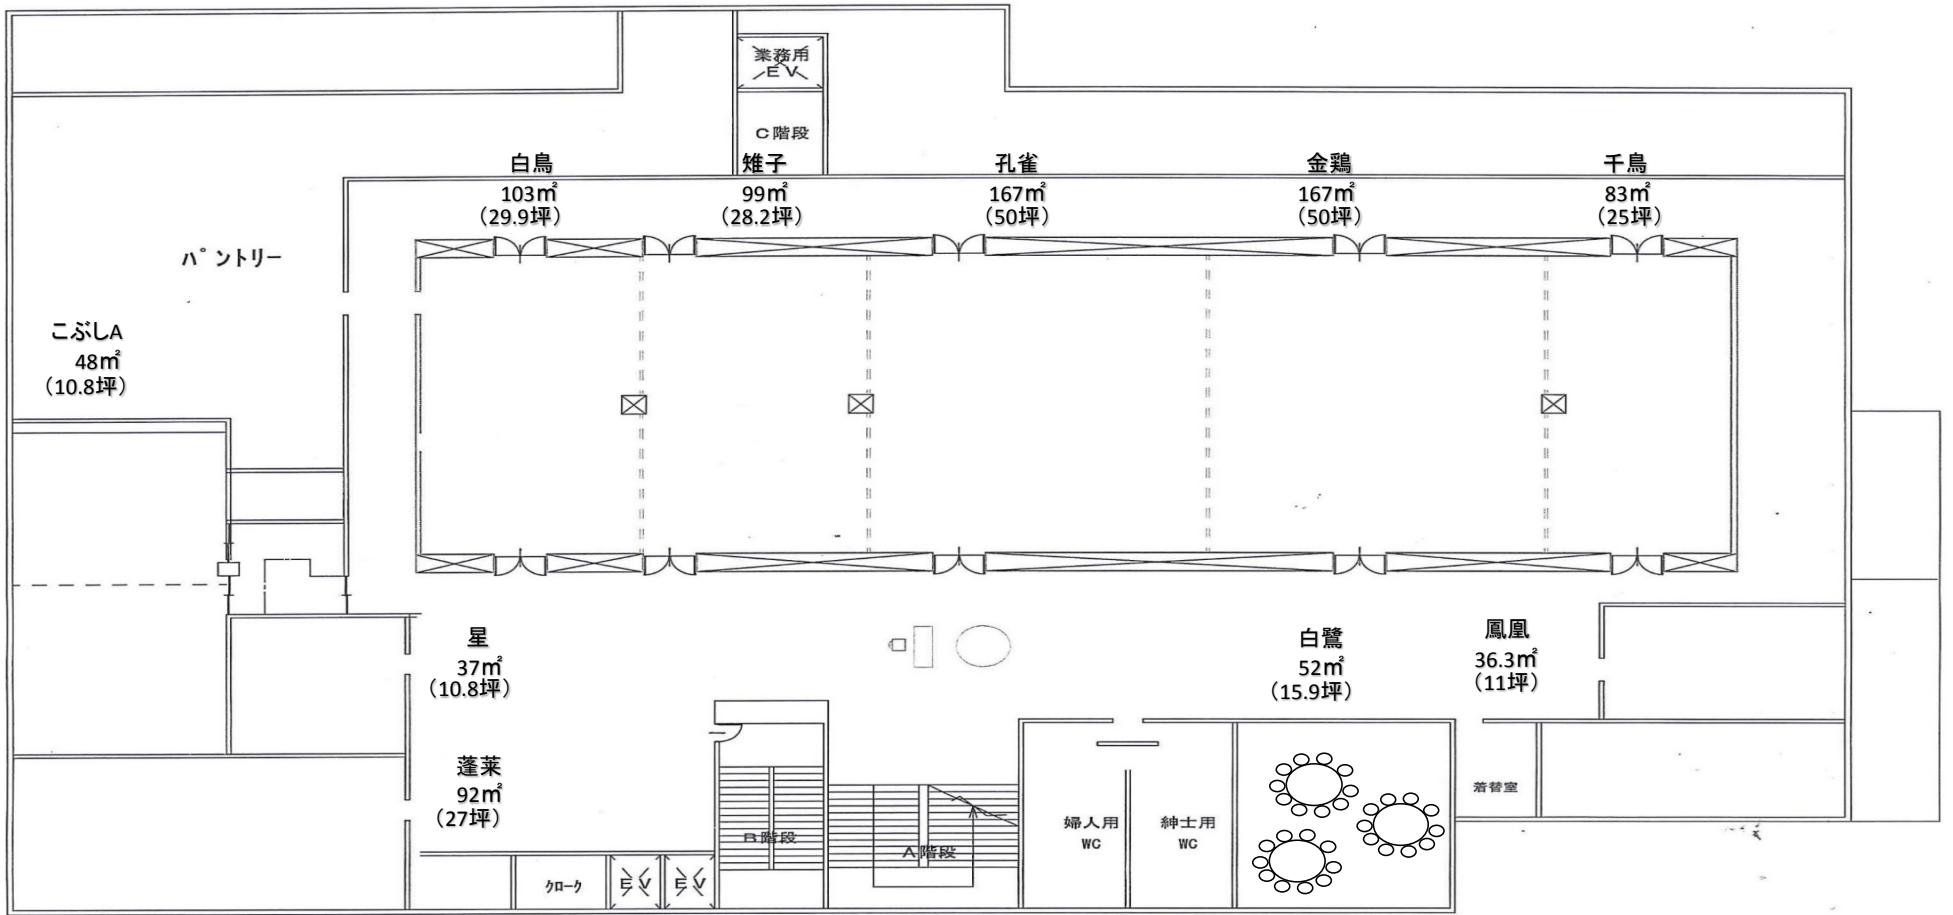 業務用
EV
C階段
白鳥
103㎡
（29.9坪）
雉子
99㎡
（28.2坪）
孔雀
167㎡
（50坪）
金鶏
167㎡
（50坪）
千鳥
83㎡
（25坪）
パントリー
こぶしA
48㎡
（10.8坪）
星
37㎡
（10.8坪）
白鷺
52㎡
（15.9坪）
鳳凰
36.3㎡
（11坪）
蓬莱
92㎡
（27坪）
クローク
EV
EV
B階段
A階段
婦人用
WC
紳士用
WC
着替室